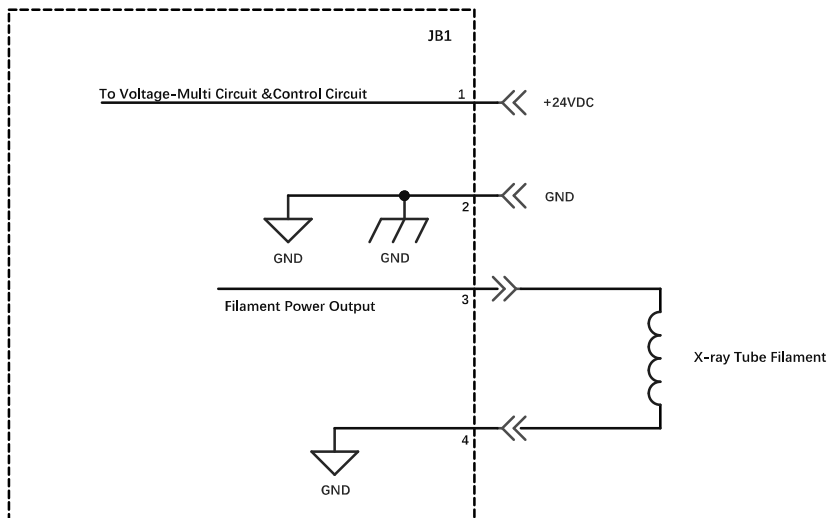 JB1
To Voltage-Multi Circuit &Control Circuit
1
+24VDC
2
GND
GND
GND
3
Filament Power Output
X-ray Tube Filament
4
GND